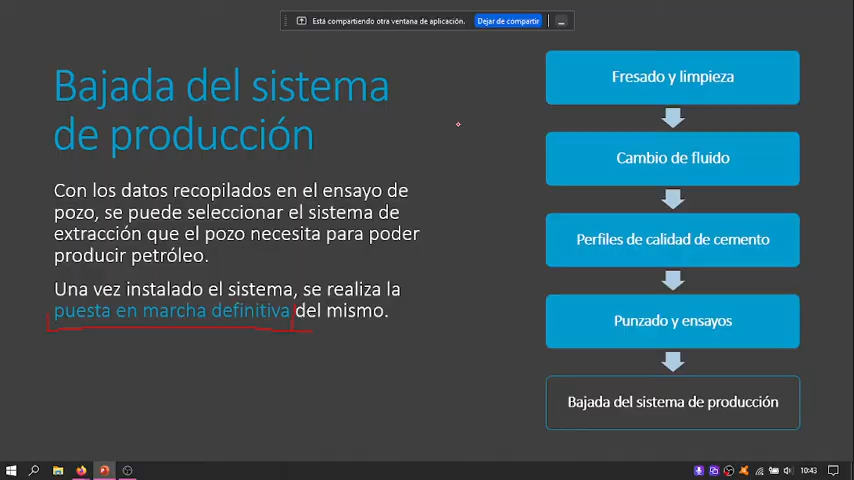 Está compartiendo otra ventana de aplicación. Dejar de compartir
Bajada del sistema
de producción
Con los datos recopilados en el ensayo de
pozo, se puede seleccionar el sistema de
extracción que el pozo necesita para poder
producir petróleo.
Una vez instalado el sistema, se realiza la
puesta en marcha definitiva del mismo.
Fresado y limpieza
Cambio de fluido
Perfiles de calidad de cemento
Punzado y ensayos
Bajada del sistema de producción
10:43